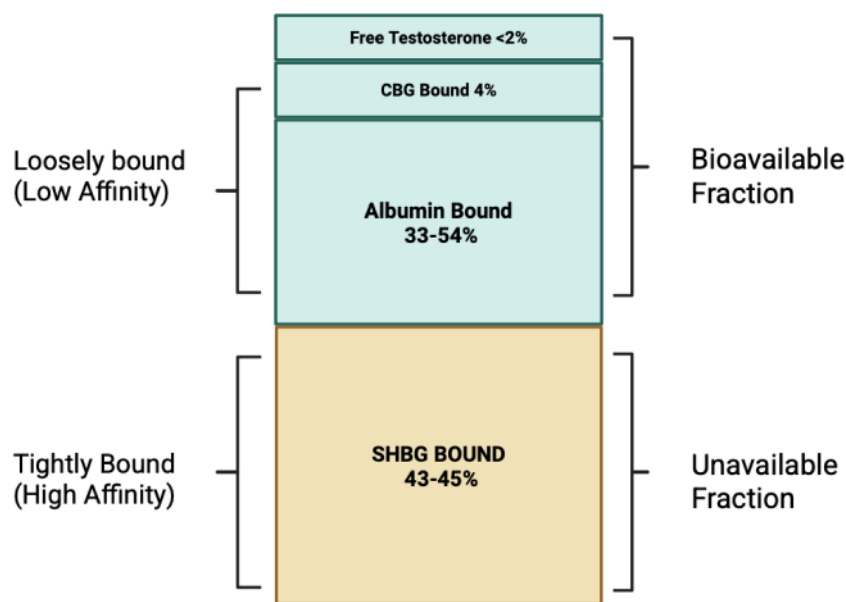 Free Testosterone <2%
CBG Bound 4%
Loosely bound
(Low Affinity)
Bioavailable
Fraction
Albumin Bound
33-54%
SHBG BOUND
43-45%
Tightly Bound
(High Affinity)
Unavailable
Fraction